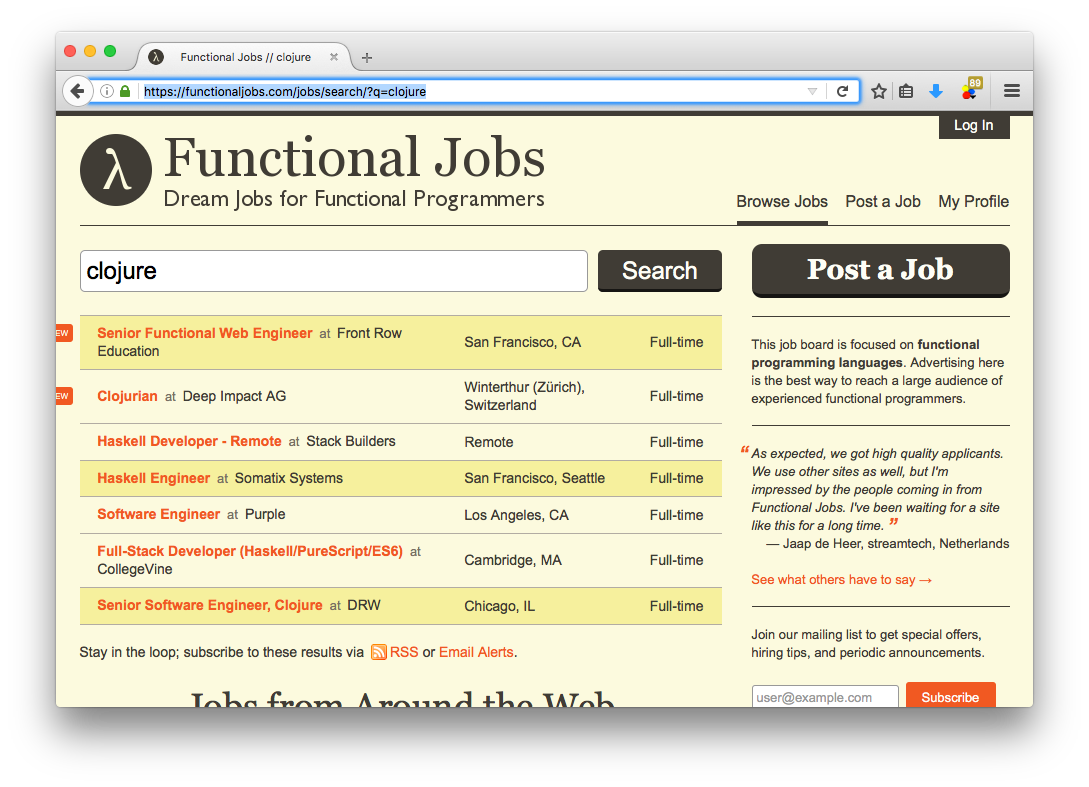 Functional Jobs // clojure
https://functionaljobs.com/jobs/search/?q=clojure
89
Log In
λ
Functional Jobs
Dream Jobs for Functional Programmers
Browse Jobs Post a Job My Profile
clojure
Search
Post a Job
EW
Senior Functional Web Engineer at Front Row
Education
San Francisco, CA
Full-time
EW
Clojurian at Deep Impact AG
Winterthur (Zürich),
Switzerland
Full-time
Haskell Developer - Remote at Stack Builders
Remote
Full-time
Haskell Engineer at Somatix Systems
San Francisco, Seattle
Full-time
Software Engineer at Purple
Los Angeles, CA
Full-time
Full-Stack Developer (Haskell/PureScript/ES6) at
CollegeVine
Cambridge, MA
Full-time
Senior Software Engineer, Clojure at DRW
Chicago, IL
Full-time
Stay in the loop; subscribe to these results via RSS or Email Alerts.
Jobs from Around the Web
This job board is focused on functional
programming languages. Advertising here
is the best way to reach a large audience of
experienced functional programmers.
“ As expected, we got high quality applicants.
We use other sites as well, but I'm
impressed by the people coming in from
Functional Jobs. I've been waiting for a site
like this for a long time. ”
— Jaap de Heer, streamtech, Netherlands
See what others have to say →
Join our mailing list to get special offers,
hiring tips, and periodic announcements.
user@example.com
Subscribe